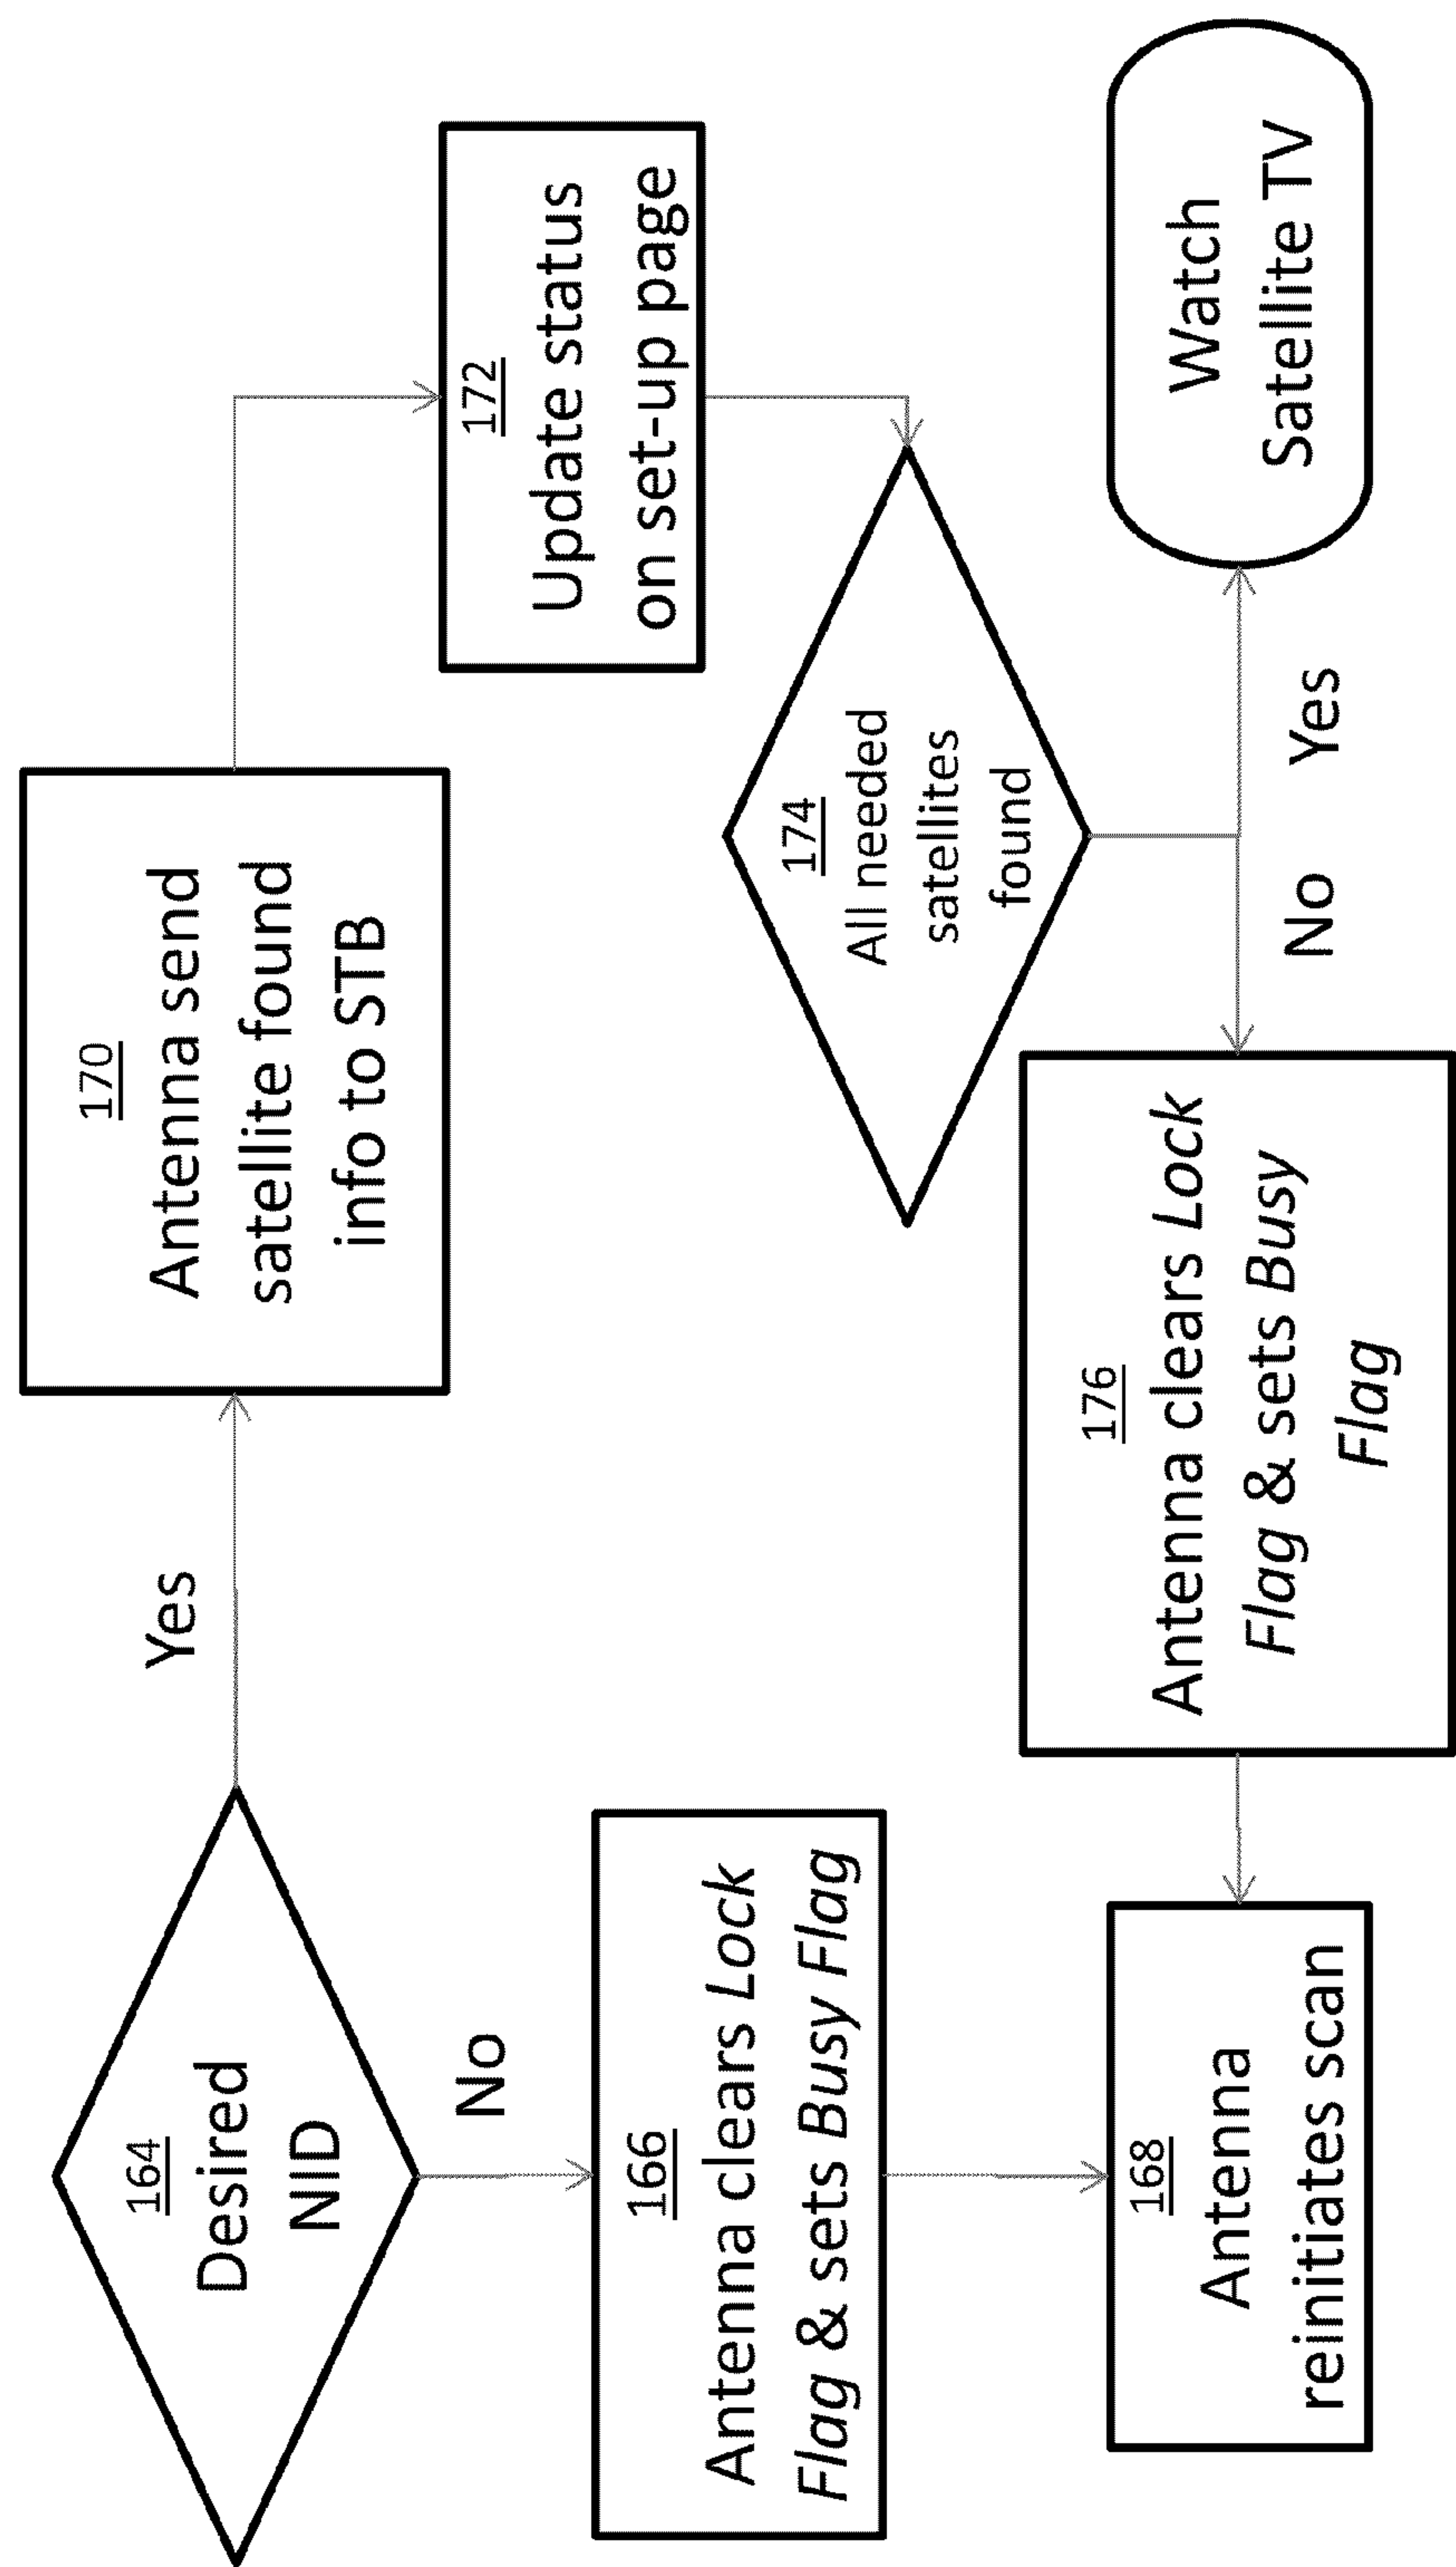 164
Desired
NID
Yes
170
Antenna send
satellite found
info to STB
172
Update status
on set-up page
No
166
Antenna clears Lock
Flag & sets Busy Flag
174
All needed
satellites
found
168
Antenna
reinitiates scan
176
Antenna clears Lock
Flag & sets Busy
Flag
No
Yes
Watch
Satellite TV